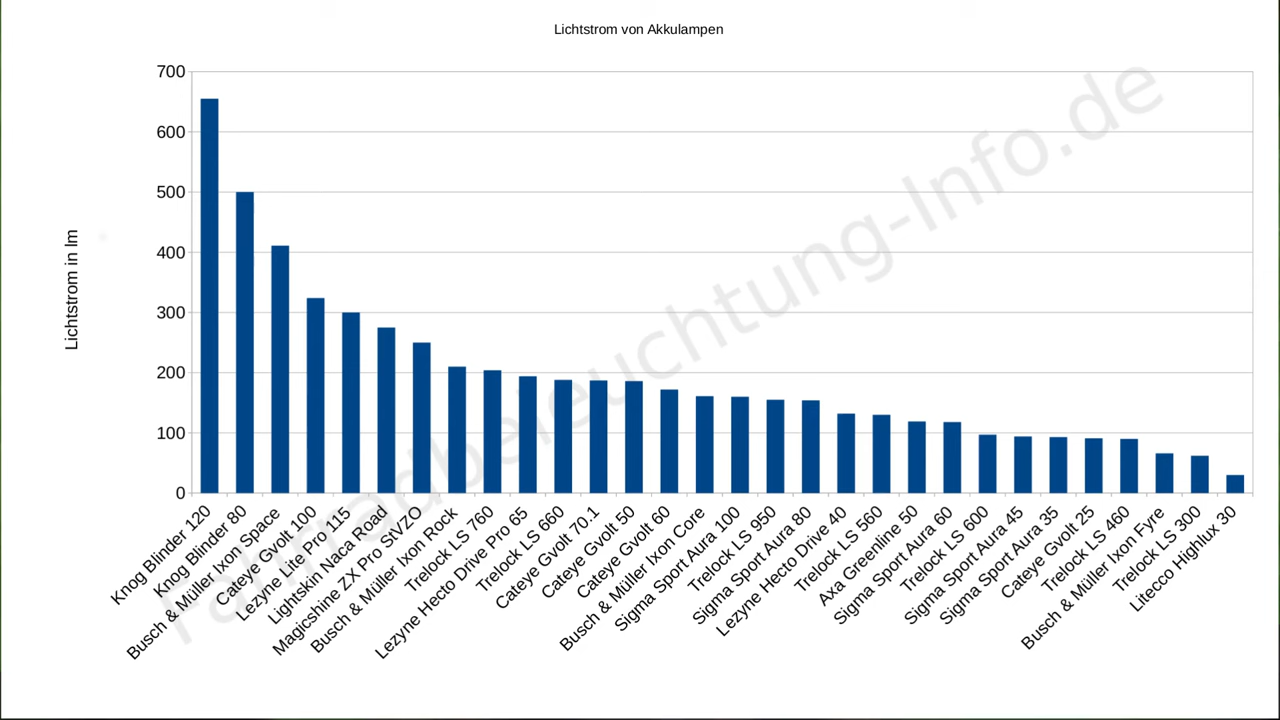 Lichtstrom von Akkulampen
Lichtstrom in lm
700
600
500
400
300
200
100
0
Knog Blinder 120
Knog Blinder 80
Busch & Müller Ixon Space
Cateye Gvolt 100
Lezyne Lite Pro 115
Lightskin Naca Road
Magicshine ZX Pro StVZO
Busch & Müller Ixon Rock
Trelock LS 760
Lezyne Hecto Drive Pro 65
Trelock LS 660
Cateye Gvolt 70.1
Cateye Gvolt 50
Cateye Gvolt 60
Busch & Müller Ixon Core
Sigma Sport Aura 100
Trelock LS 950
Sigma Sport Aura 80
Lezyne Hecto Drive 40
Trelock LS 560
Axa Greenline 50
Sigma Sport Aura 60
Trelock LS 600
Sigma Sport Aura 45
Sigma Sport Aura 35
Cateye Gvolt 25
Trelock LS 460
Busch & Müller Ixon Fyre
Trelock LS 300
Litecco Highlux 30
Fahrradbeleuchtung-Info.de